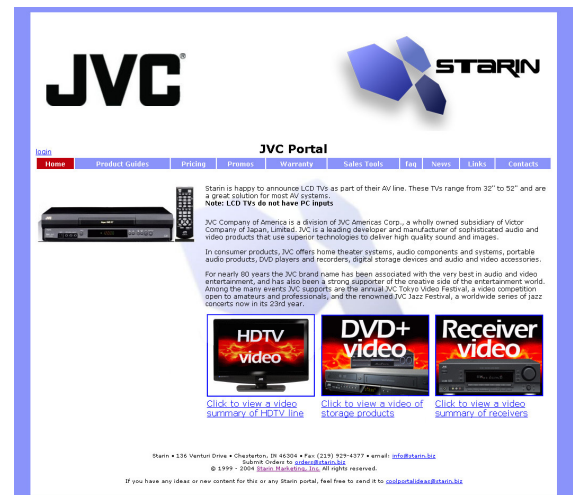 JVC
STARIN
JVC Portal
login
Home Product Guides Pricing Promos Warranty Sales Tools faq News Links Contacts
Starin is happy to announce LCD TVs as part of their AV line. These TVs range from 32" to 52" and are
a great solution for most AV systems.
Note: LCD TVs do not have PC inputs
JVC Company of America is a division of JVC Americas Corp., a wholly owned subsidiary of Victor
Company of Japan, Limited. JVC is a leading developer and manufacturer of sophisticated audio and
video products that use superior technologies to deliver high quality sound and images.
In consumer products, JVC offers home theater systems, audio components and systems, portable
audio products, DVD players and recorders, digital storage devices and audio and video accessories.
For nearly 80 years the JVC brand name has been associated with the very best in audio and video
entertainment, and has also been a strong supporter of the creative side of the entertainment world.
Among the many events JVC supports are the annual JVC Tokyo Video Festival, a video competition
open to amateurs and professionals, and the renowned JVC Jazz Festival, a worldwide series of jazz
concerts now in its 23rd year.
HDTV
video
DVD+
video
Receiver
video
Click to view a video
summary of HDTV line
Click to view a video of
storage products
Click to view a video
summary of receivers
Starin • 136 Venturi Drive • Chesterton, IN 46304 • Fax (219) 929-4377 • email: info@starin.biz
Submit Orders to orders@starin.biz
© 1999 - 2004 Starin Marketing, Inc. All rights reserved.
If you have any ideas or new content for this or any Starin portal, feel free to send it to coolportalideas@starin.biz